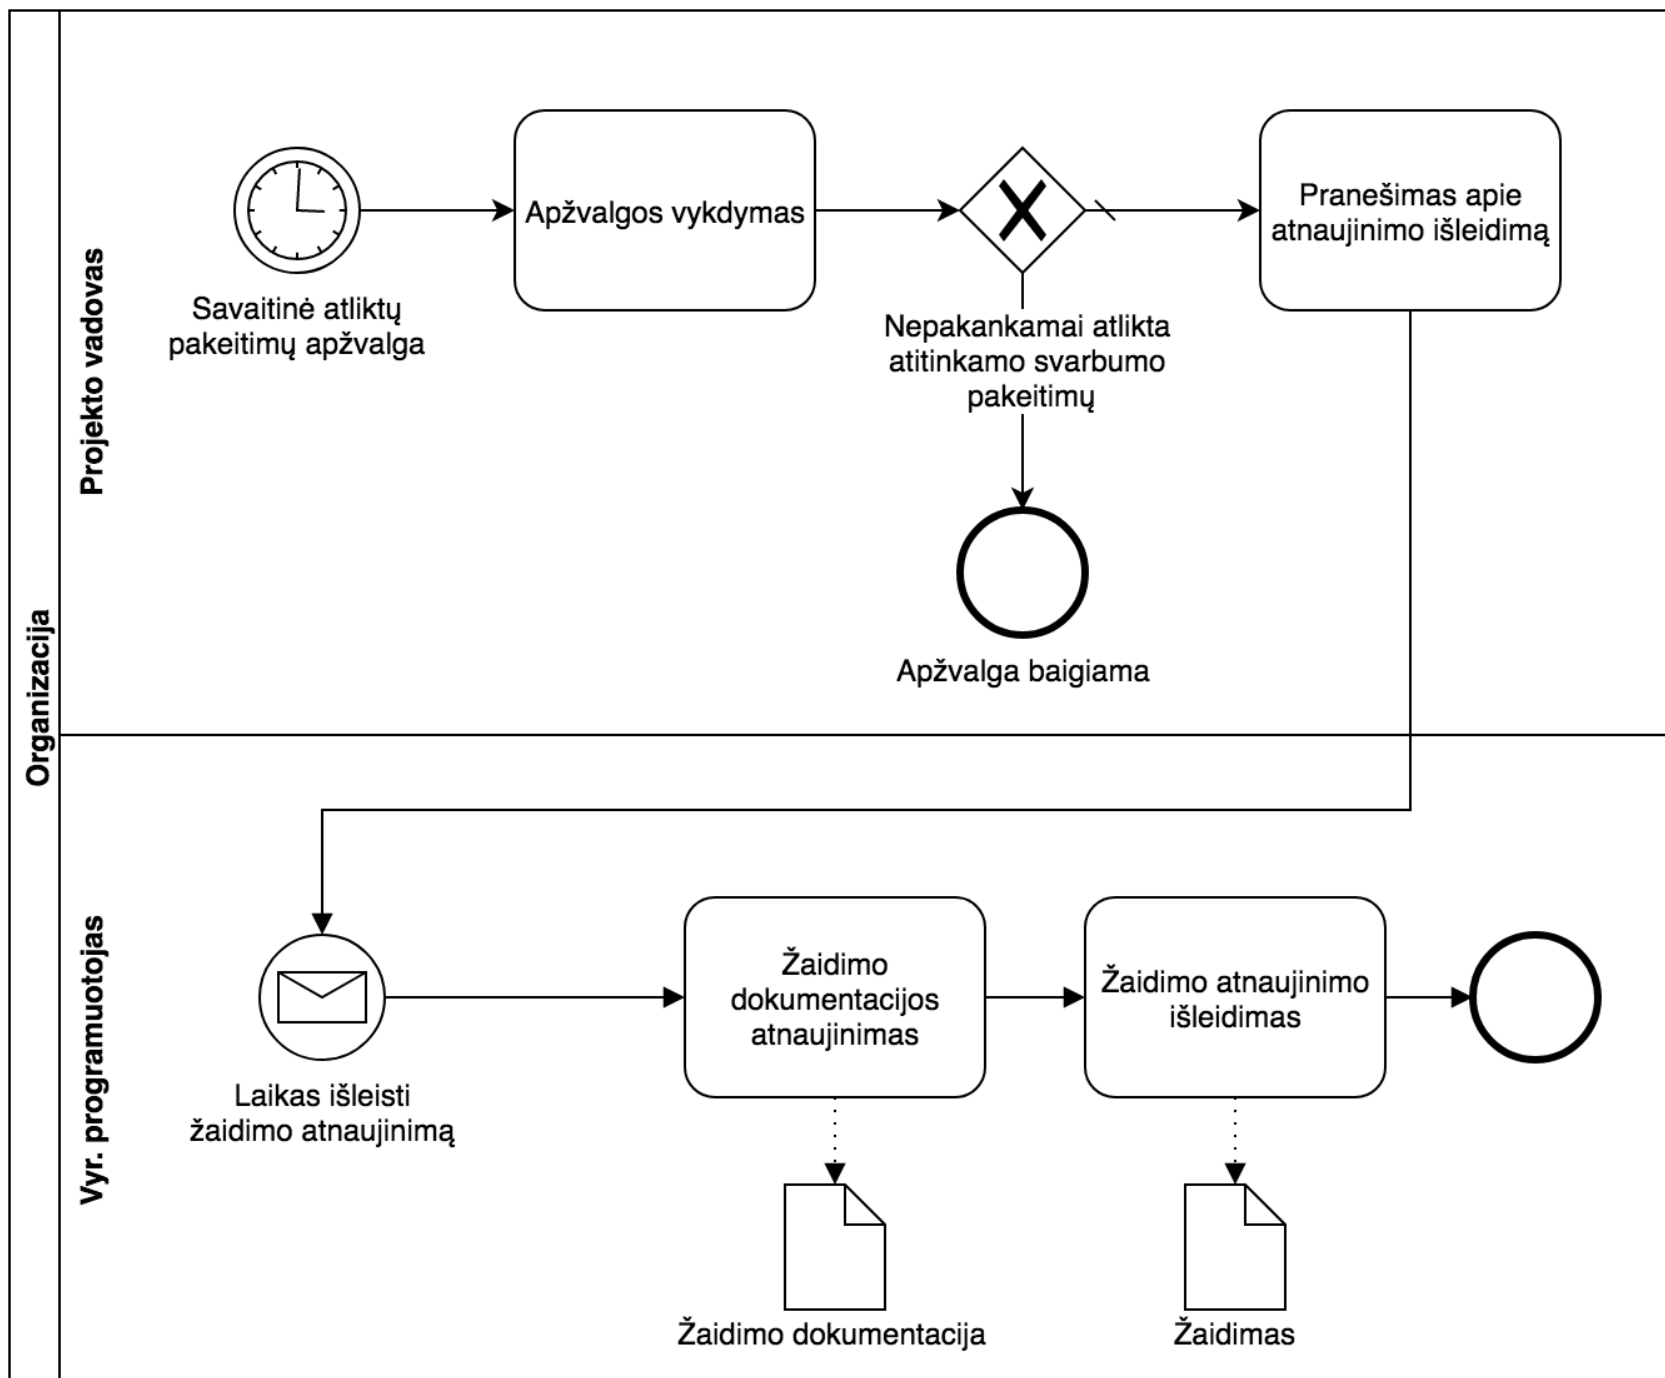 Organizacija
Projekto vadovas
Savaitinė atliktų
pakeitimų apžvalga
Apžvalgos vykdymas
Nepakankamai atlikta
atitinkamo svarbumo
pakeitimų
Pranešimas apie
atnaujinimo išleidimą
Apžvalga baigiama
Vyr. programuotojas
Laikas išleisti
žaidimo atnaujinimą
Žaidimo
dokumentacijos
atnaujinimas
Žaidimo atnaujinimo
išleidimas
Žaidimo dokumentacija
Žaidimas